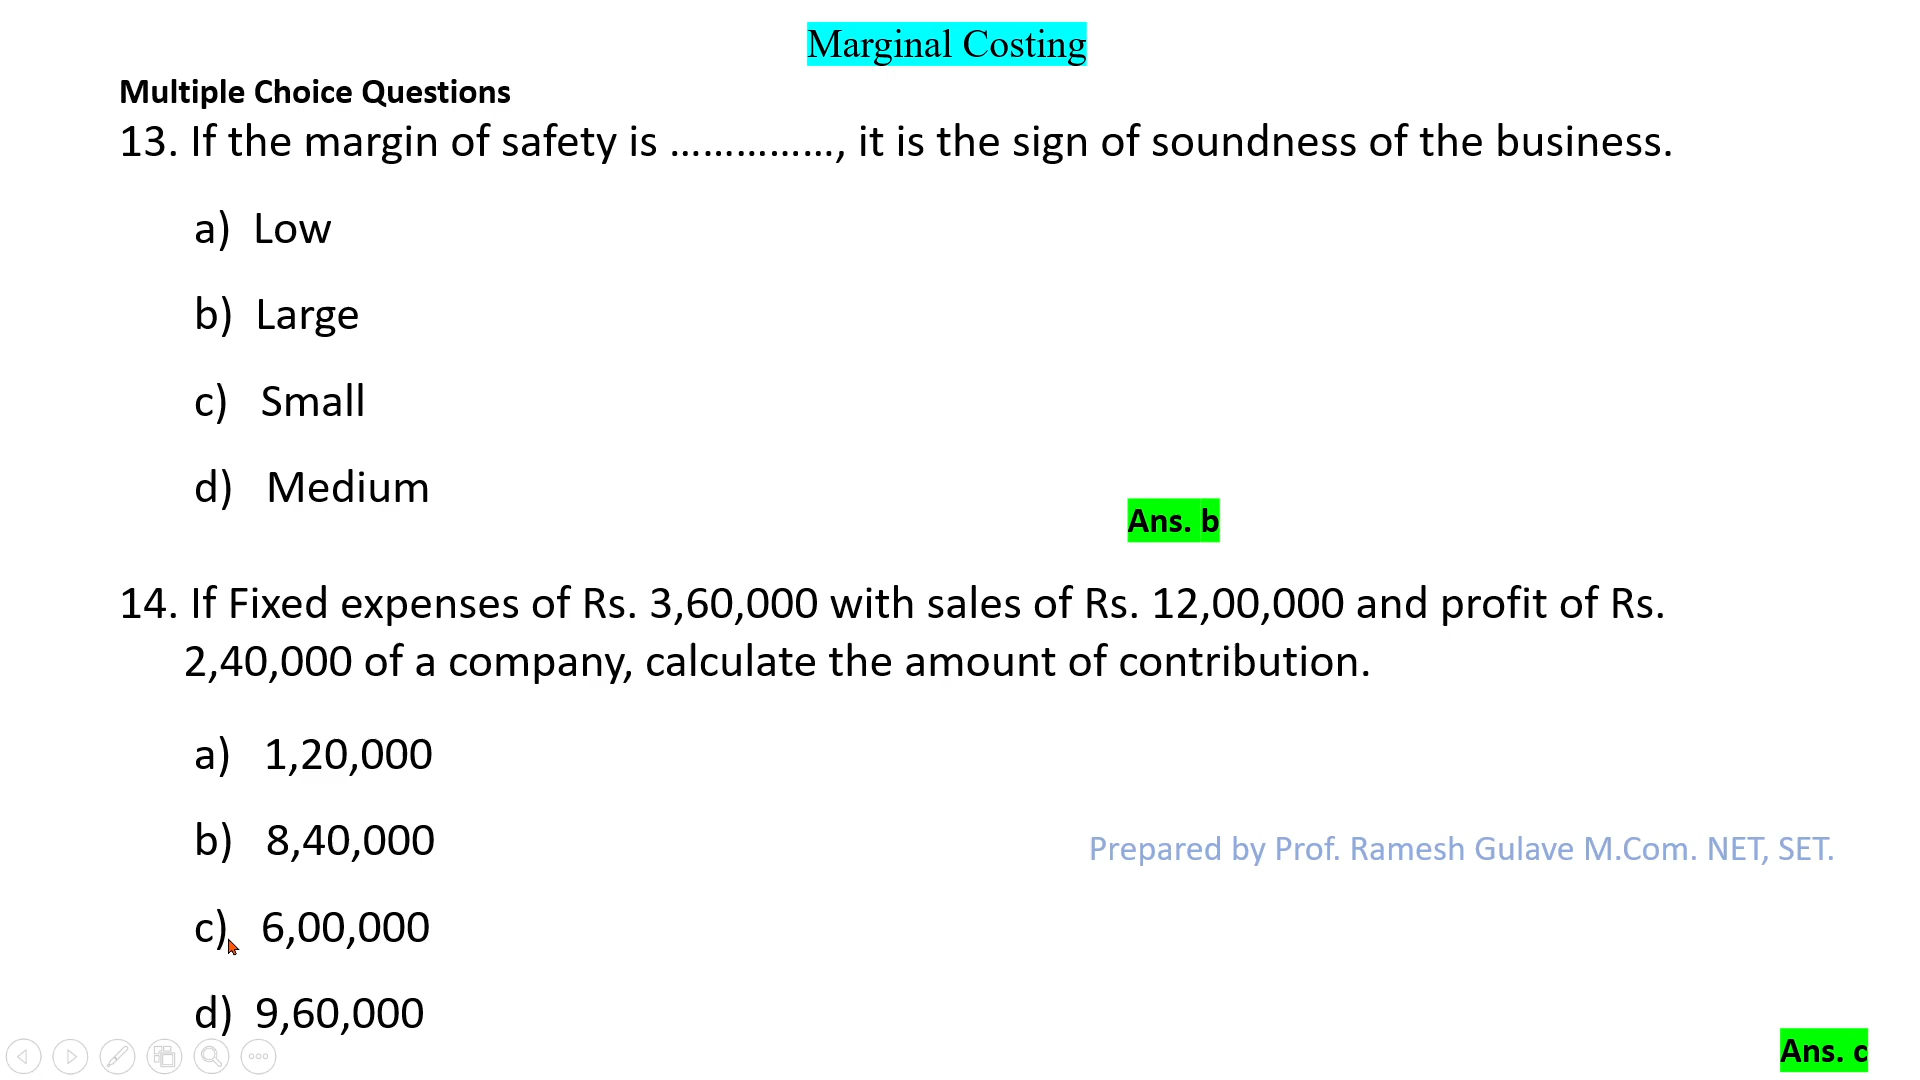 Marginal Costing
Multiple Choice Questions
13. If the margin of safety is ……………, it is the sign of soundness of the business.
a) Low
b) Large
c) Small
d) Medium
Ans. b
14. If Fixed expenses of Rs. 3,60,000 with sales of Rs. 12,00,000 and profit of Rs.
2,40,000 of a company, calculate the amount of contribution.
a) 1,20,000
b) 8,40,000
Prepared by Prof. Ramesh Gulave M.Com. NET, SET.
c) 6,00,000
d) 9,60,000
Ans. c